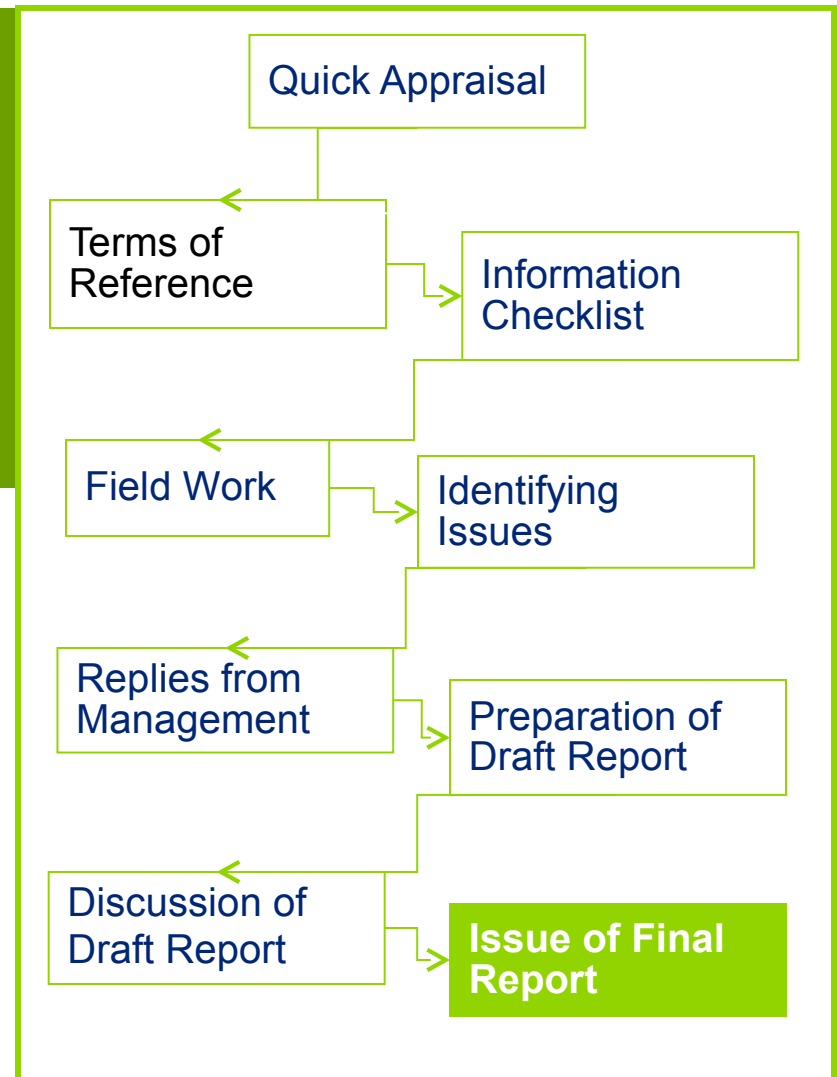 Quick Appraisal
Terms of
Reference
Information
Checklist
Field Work
Identifying
Issues
Replies from
Management
Preparation of
Draft Report
Discussion of
Draft Report
Issue of Final
Report